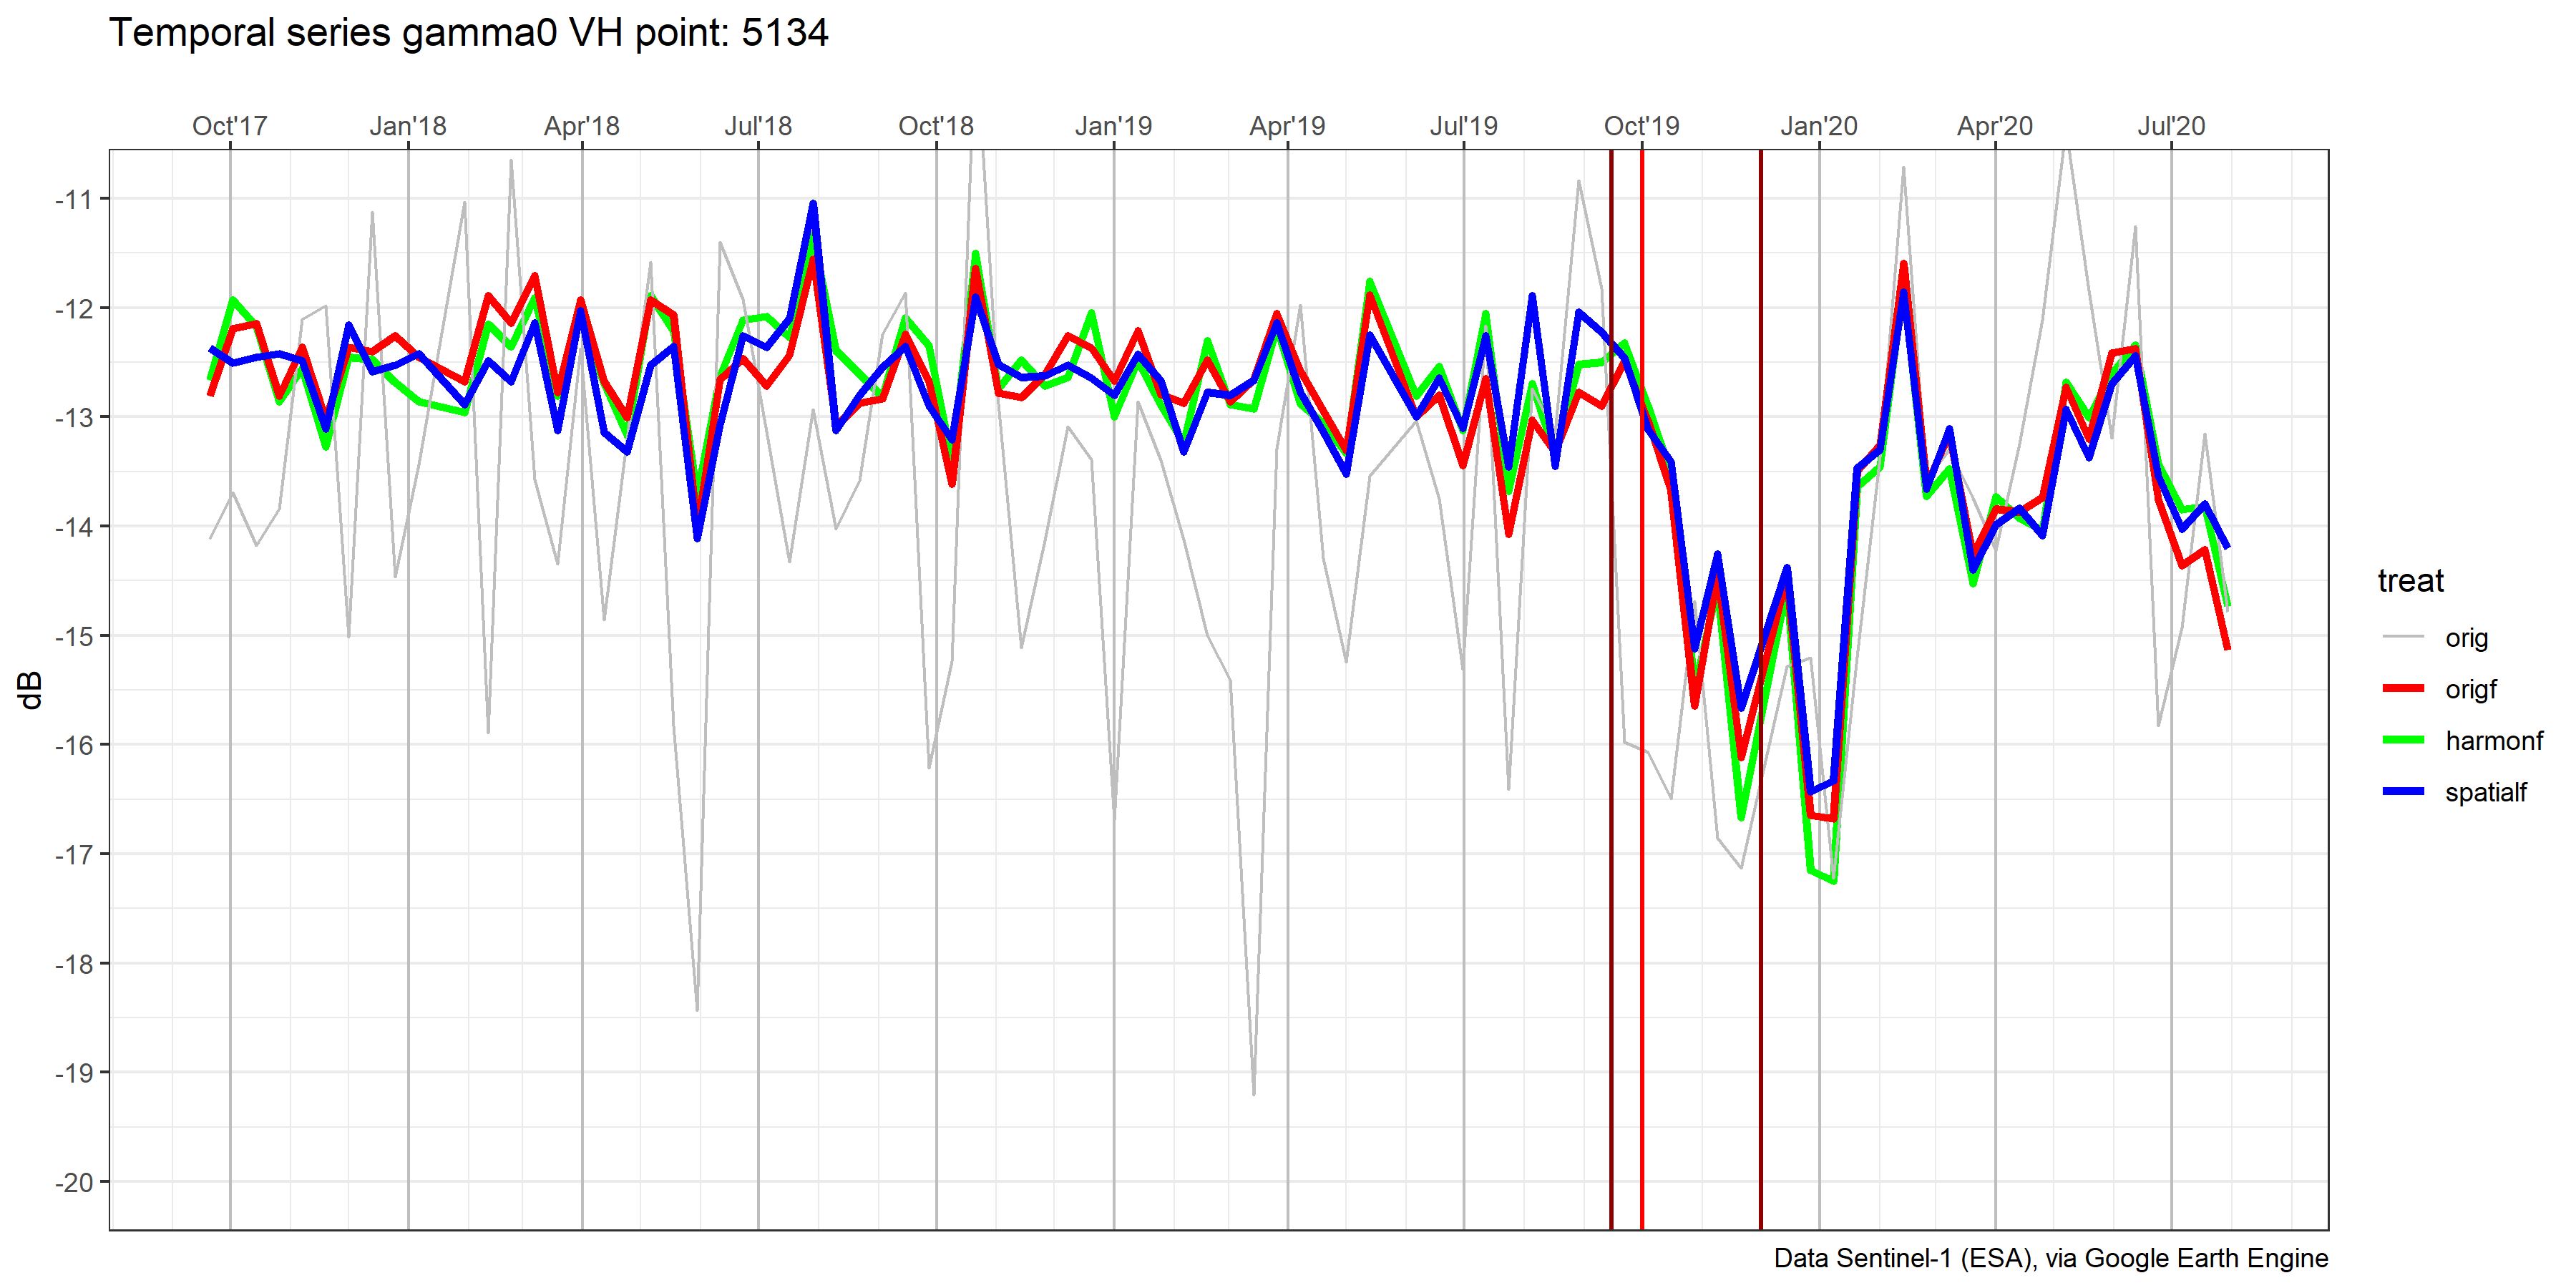 Temporal series gamma0 VH point: 5134
Oct'17 Jan'18 Apr'18 Jul'18 Oct'18 Jan'19 Apr'19 Jul'19 Oct'19 Jan'20 Apr'20 Jul'20
-11
-12
-13
-14
-15
-16
-17
-18
-19
-20
dB
treat
orig
origf
harmonf
spatialf
Data Sentinel-1 (ESA), via Google Earth Engine